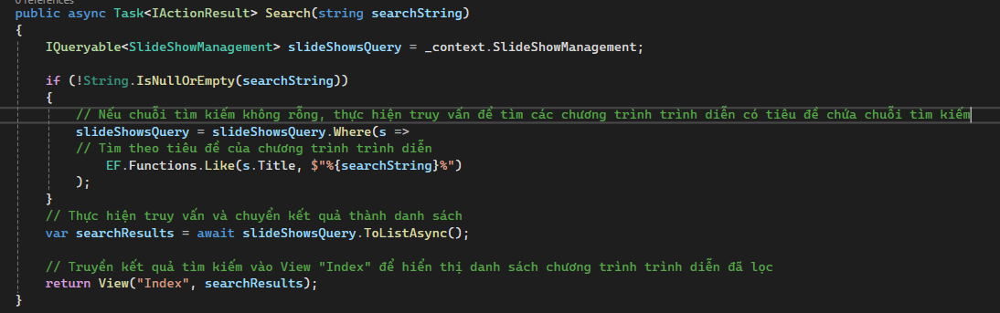 0 references
public async Task<IActionResult> Search(string searchString)
{
IQueryable<SlideShowManagement> slideShowsQuery = _context.SlideShowManagement;
if (!String.IsNullOrEmpty(searchString))
{
// Nếu chuỗi tìm kiếm không rỗng, thực hiện truy vấn để tìm các chương trình trình diễn có tiêu đề chứa chuỗi tìm kiếm
slideShowsQuery = slideShowsQuery.Where(s =>
// Tìm theo tiêu đề của chương trình trình diễn
EF.Functions.Like(s.Title, $"%{searchString}%")
);
}
// Thực hiện truy vấn và chuyển kết quả thành danh sách
var searchResults = await slideShowsQuery.ToListAsync();
// Truyền kết quả tìm kiếm vào View "Index" để hiển thị danh sách chương trình trình diễn đã lọc
return View("Index", searchResults);
}